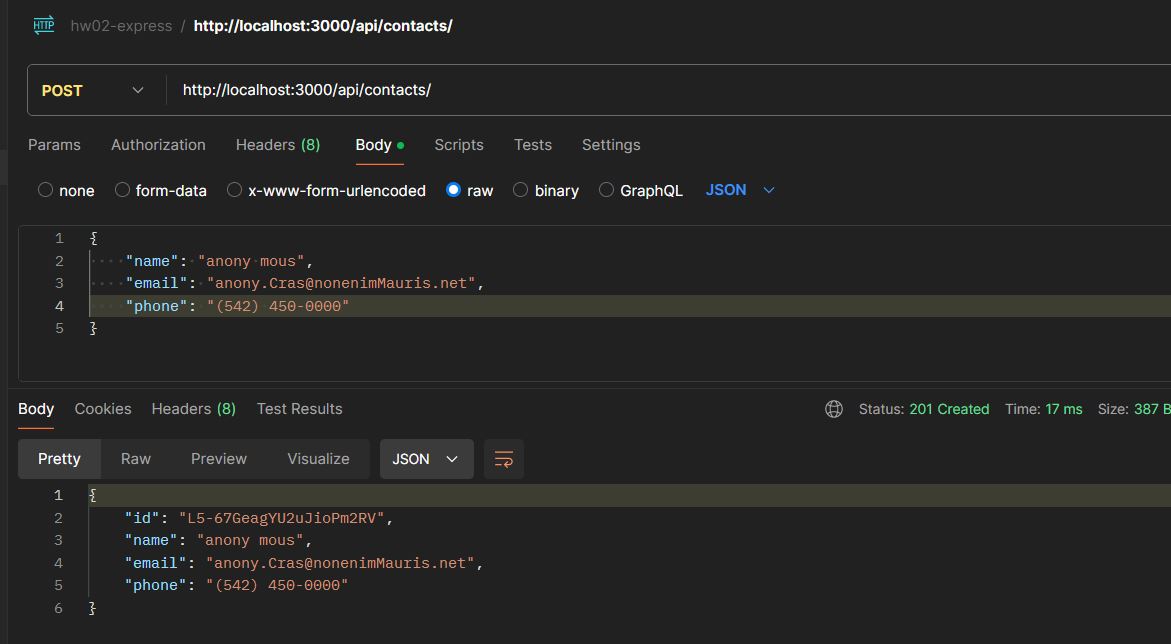 HTTP hw02-express / http://localhost:3000/api/contacts/
POST http://localhost:3000/api/contacts/
Params Authorization Headers (8) Body Scripts Tests Settings
none form-data x-www-form-urlencoded raw binary GraphQL JSON
1 {
2 "name": "anony mous",
3 "email": "anony.Cras@nonenimMauris.net",
4 "phone": "(542) 450-0000"
5 }
Body Cookies Headers (8) Test Results Status: 201 Created Time: 17 ms Size: 387 B
Pretty Raw Preview Visualize JSON
1 {
2 "id": "L5-67GeagYU2uJioPm2RV",
3 "name": "anony mous",
4 "email": "anony.Cras@nonenimMauris.net",
5 "phone": "(542) 450-0000"
6 }